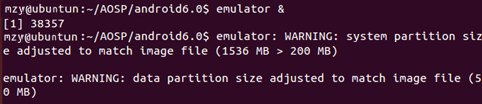 mzy@ubuntun:~/AOSP/android6.0$ emulator &
[1] 38357
mzy@ubuntun:~/AOSP/android6.0$ emulator: WARNING: system partition siz
e adjusted to match image file (1536 MB > 200 MB)

emulator: WARNING: data partition size adjusted to match image file (5
0 MB)